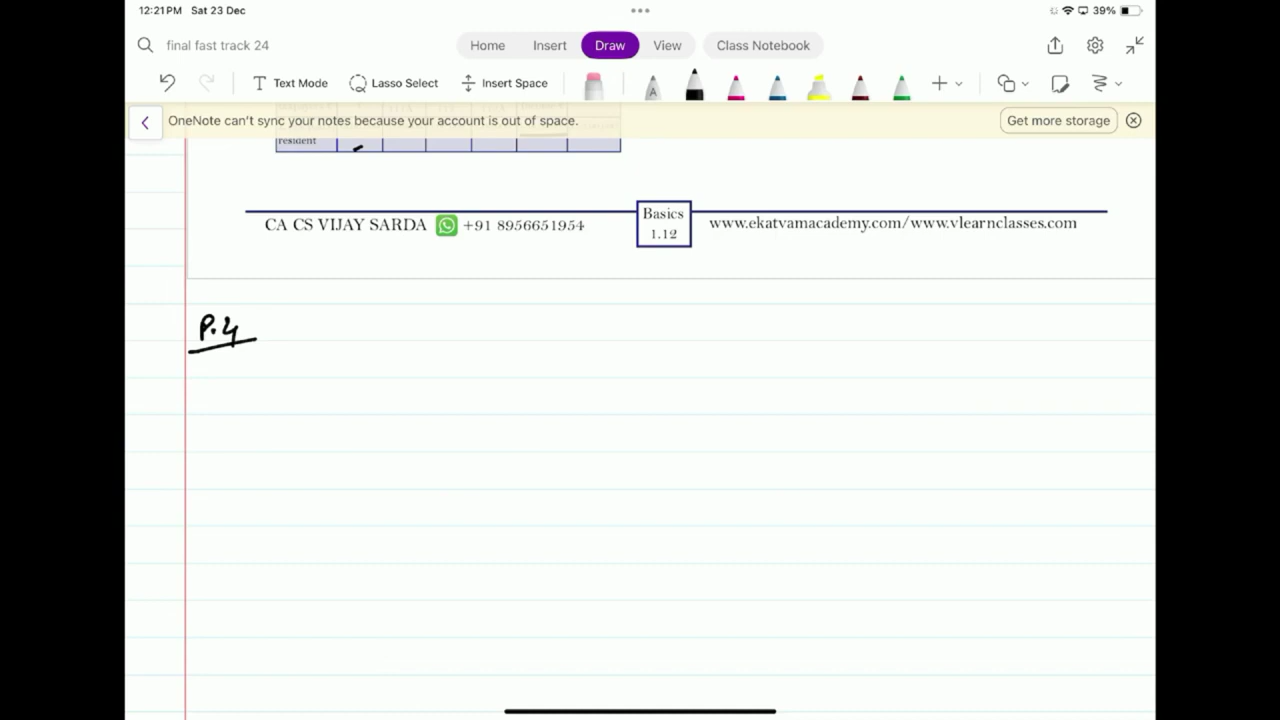 12:21 PM Sat 23 Dec
39%
final fast track 24
Home Insert Draw View Class Notebook
Text Mode Lasso Select Insert Space A
OneNote can't sync your notes because your account is out of space. Get more storage
resident
CA CS VIJAY SARDA +91 8956651954 Basics 1.12 www.ekatvamacademy.com/www.vlearnclasses.com
P.4